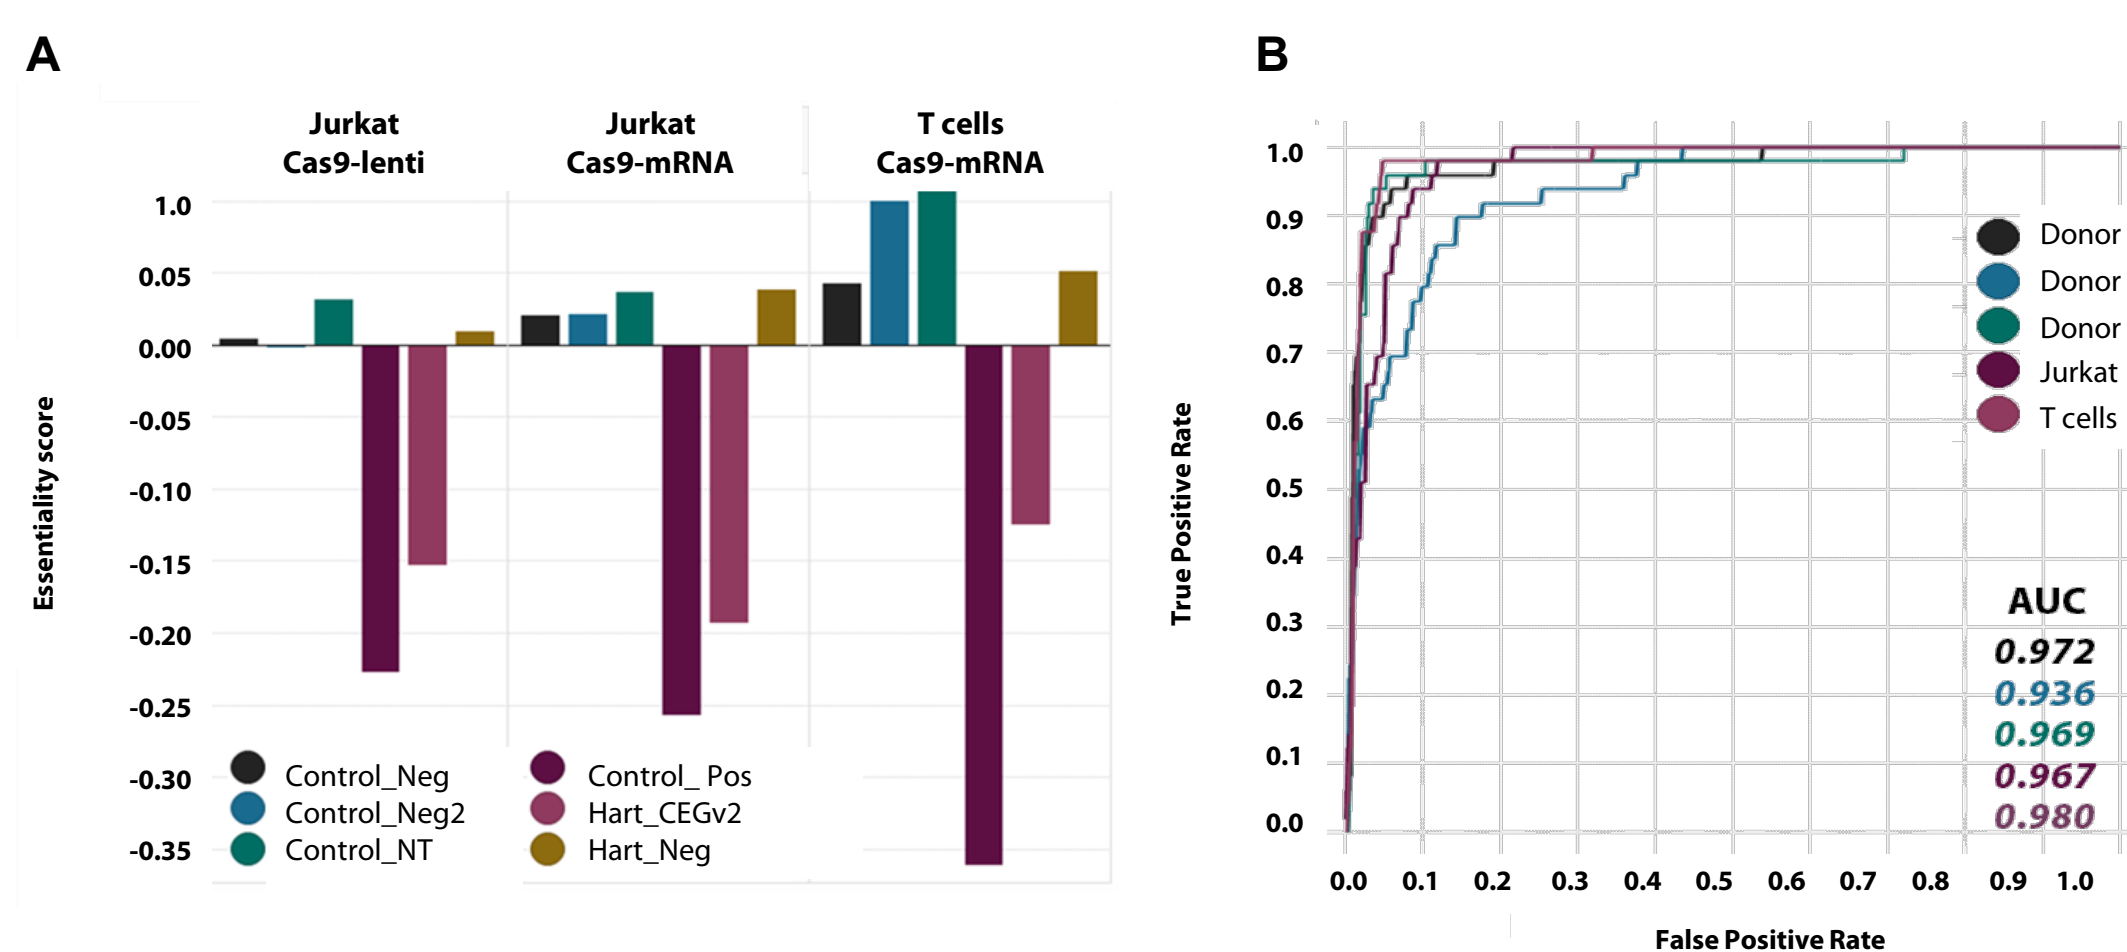 A
Jurkat
Cas9-lenti
Jurkat
Cas9-mRNA
T cells
Cas9-mRNA
Essentiality score
1.0
0.05
0.00
-0.05
-0.10
-0.15
-0.20
-0.25
-0.30
-0.35
Control_Neg
Control_Neg2
Control_NT
Control_ Pos
Hart_CEGv2
Hart_Neg
B
True Positive Rate
1.0
0.9
0.8
0.7
0.6
0.5
0.4
0.3
0.2
0.1
0.0
Donor
Donor
Donor
Jurkat
T cells
AUC
0.972
0.936
0.969
0.967
0.980
0.0 0.1 0.2 0.3 0.4 0.5 0.6 0.7 0.8 0.9 1.0
False Positive Rate